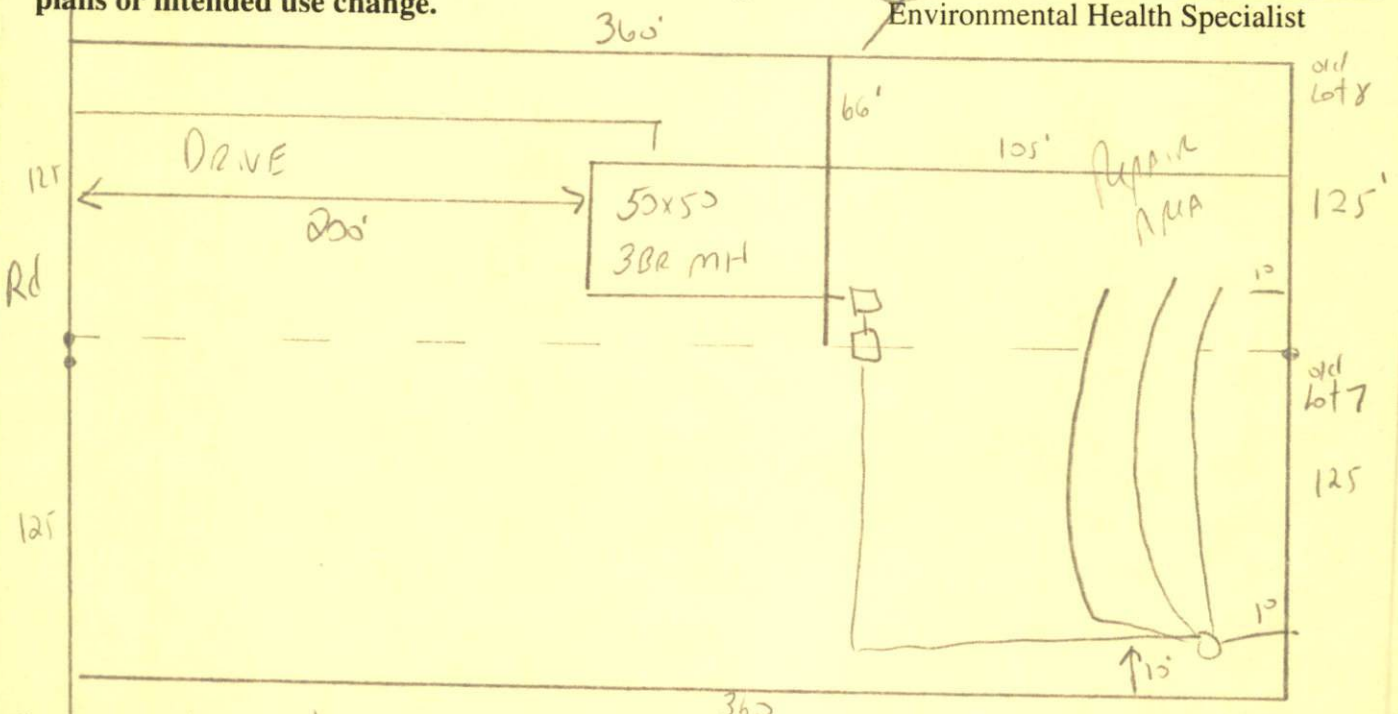 plans or intended use change.
Environmental Health Specialist
360'
old
Lot 8
66'
105'
Repair
Area
DRIVE
125
125'
200'
50x50
3BR MH
Rd
10
old
Lot 7
125
125
10
10'
360